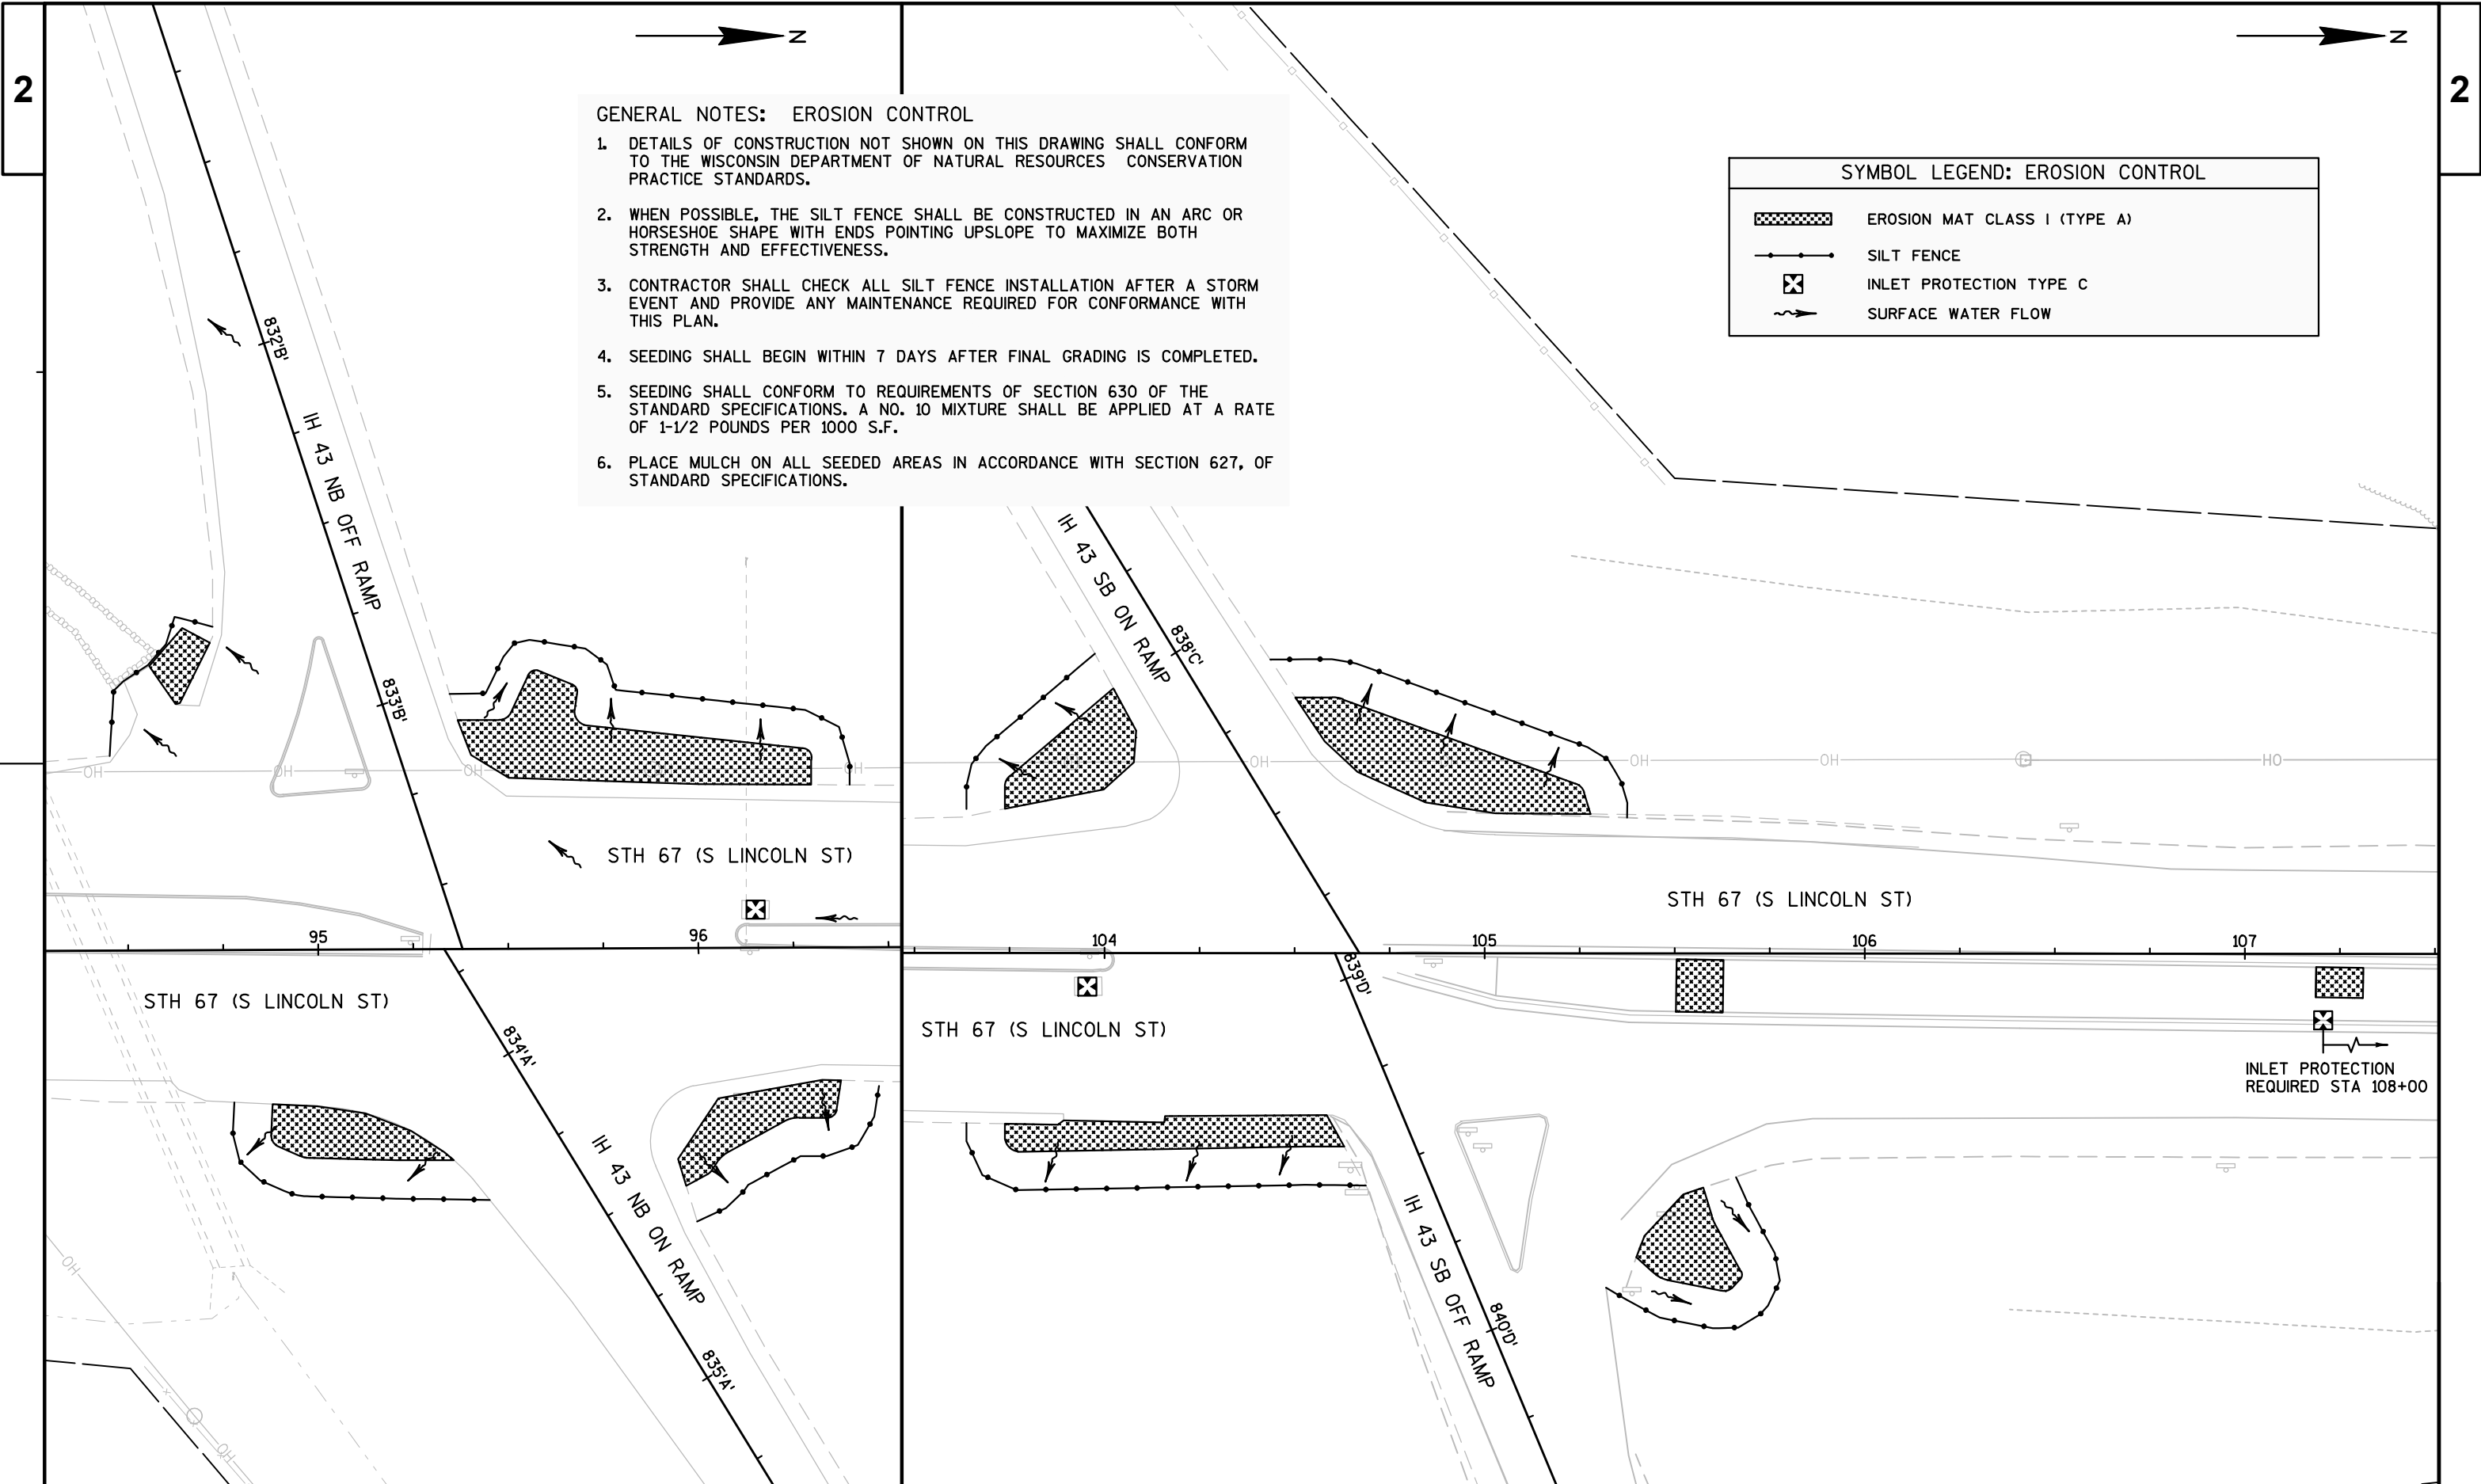 2
N
N
2
GENERAL NOTES: EROSION CONTROL
1. DETAILS OF CONSTRUCTION NOT SHOWN ON THIS DRAWING SHALL CONFORM
TO THE WISCONSIN DEPARTMENT OF NATURAL RESOURCES CONSERVATION
PRACTICE STANDARDS.
2. WHEN POSSIBLE, THE SILT FENCE SHALL BE CONSTRUCTED IN AN ARC OR
HORSESHOE SHAPE WITH ENDS POINTING UPSLOPE TO MAXIMIZE BOTH
STRENGTH AND EFFECTIVENESS.
3. CONTRACTOR SHALL CHECK ALL SILT FENCE INSTALLATION AFTER A STORM
EVENT AND PROVIDE ANY MAINTENANCE REQUIRED FOR CONFORMANCE WITH
THIS PLAN.
4. SEEDING SHALL BEGIN WITHIN 7 DAYS AFTER FINAL GRADING IS COMPLETED.
5. SEEDING SHALL CONFORM TO REQUIREMENTS OF SECTION 630 OF THE
STANDARD SPECIFICATIONS. A NO. 10 MIXTURE SHALL BE APPLIED AT A RATE
OF 1-1/2 POUNDS PER 1000 S.F.
6. PLACE MULCH ON ALL SEEDED AREAS IN ACCORDANCE WITH SECTION 627, OF
STANDARD SPECIFICATIONS.
SYMBOL LEGEND: EROSION CONTROL
EROSION MAT CLASS I (TYPE A)
SILT FENCE
INLET PROTECTION TYPE C
SURFACE WATER FLOW
832'B'
IH 43 NB OFF RAMP
833'B'
IH 43 SB ON RAMP
838'C'
OH
OH
OH
OH
OH
OH
OH
OH
STH 67 (S LINCOLN ST)
STH 67 (S LINCOLN ST)
95
96
104
105
106
107
839'D'
STH 67 (S LINCOLN ST)
STH 67 (S LINCOLN ST)
834'A'
IH 43 NB ON RAMP
835'A'
IH 43 SB OFF RAMP
840'D'
INLET PROTECTION
REQUIRED STA 108+00
OH
OH